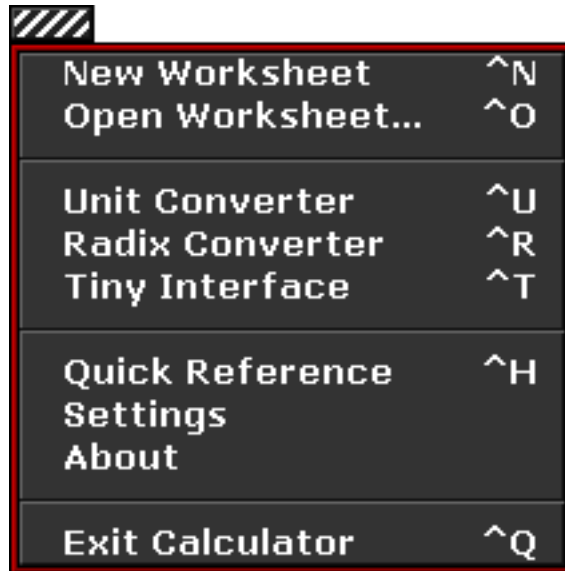 New Worksheet ^N
Open Worksheet... ^O
Unit Converter ^U
Radix Converter ^R
Tiny Interface ^T
Quick Reference ^H
Settings
About
Exit Calculator ^Q